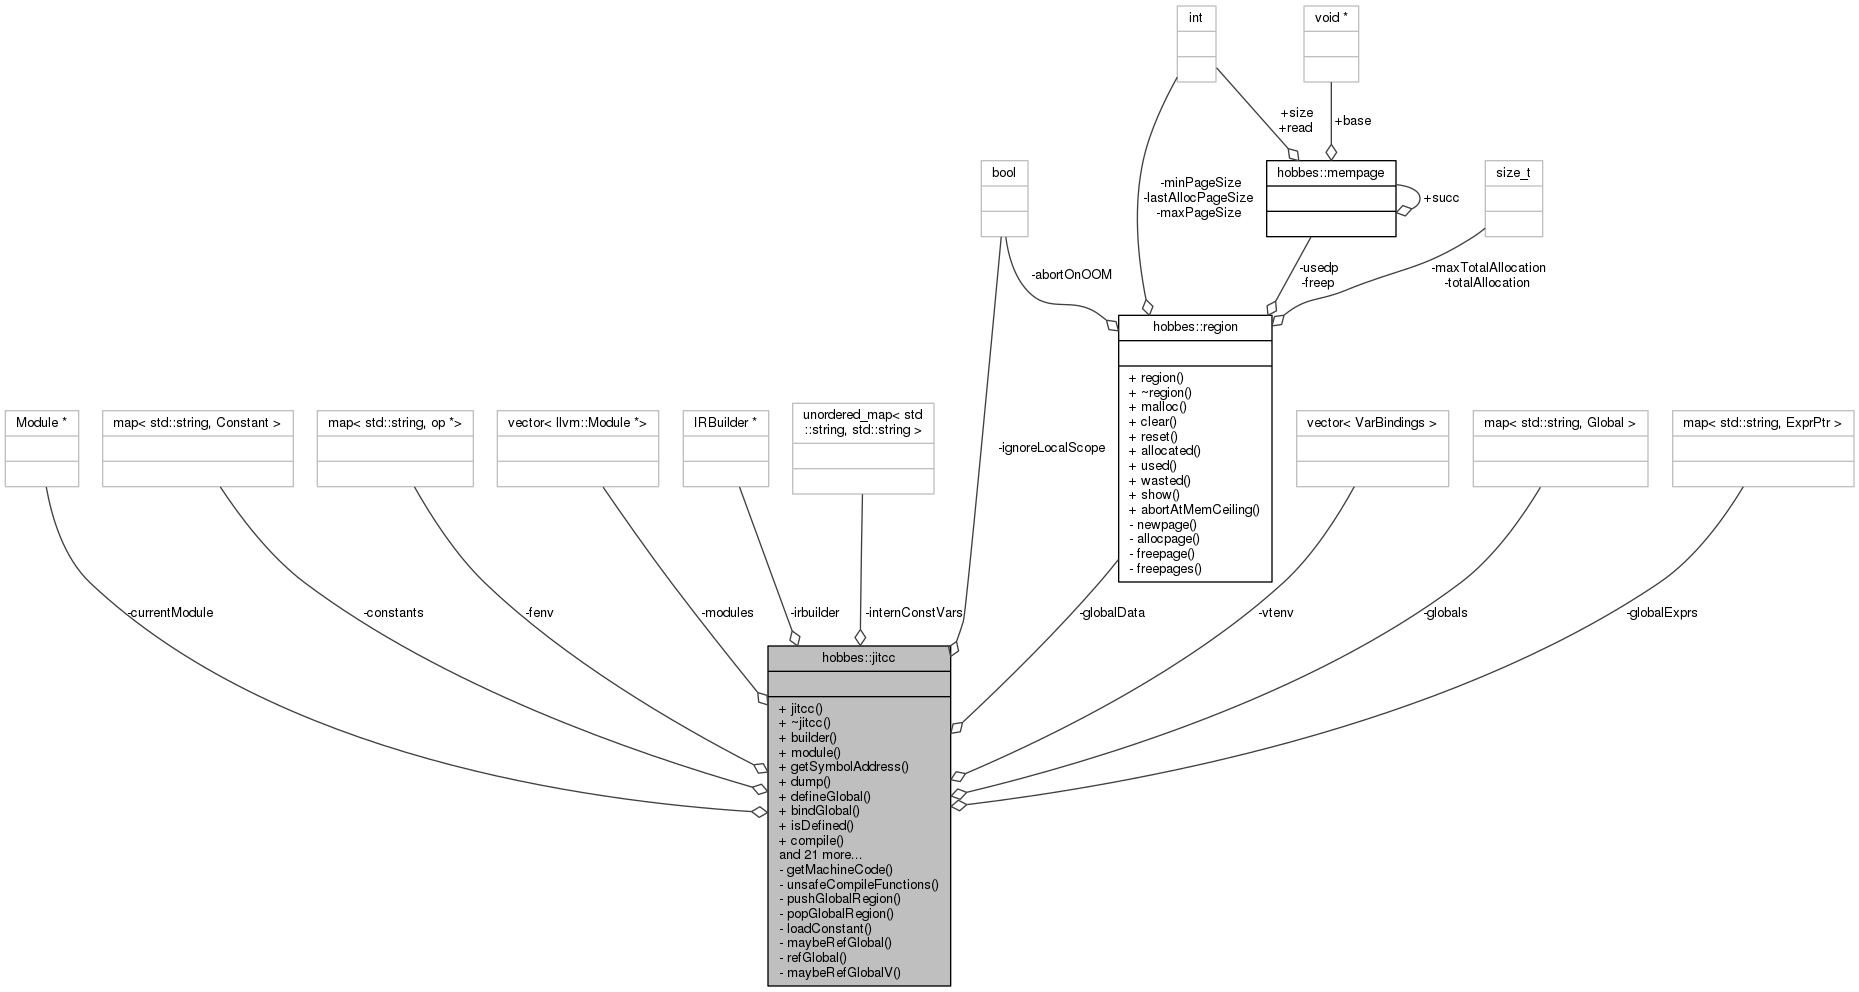 int
void *
+size
+read
+base
bool
hobbes::mempage
size_t
-minPageSize
-lastAllocPageSize
-maxPageSize
+succ
-abortOnOOM
-usedp
-freep
-maxTotalAllocation
-totalAllocation
hobbes::region
+ region()
+ ~region()
+ malloc()
+ clear()
+ reset()
+ allocated()
+ used()
+ wasted()
+ show()
+ abortAtMemCeiling()
- newpage()
- allocpage()
- freepage()
- freepages()
Module *
map< std::string, Constant >
map< std::string, op *>
vector< llvm::Module *>
IRBuilder *
unordered_map< std
::string, std::string >
-ignoreLocalScope
vector< VarBindings >
map< std::string, Global >
map< std::string, ExprPtr >
-currentModule
-constants
-fenv
-modules
-irbuilder
-internConstVars
-globalData
-vtenv
-globals
-globalExprs
hobbes::jitcc
+ jitcc()
+ ~jitcc()
+ builder()
+ module()
+ getSymbolAddress()
+ dump()
+ defineGlobal()
+ bindGlobal()
+ isDefined()
+ compile()
and 21 more...
- getMachineCode()
- unsafeCompileFunctions()
- pushGlobalRegion()
- popGlobalRegion()
- loadConstant()
- maybeRefGlobal()
- refGlobal()
- maybeRefGlobalV()